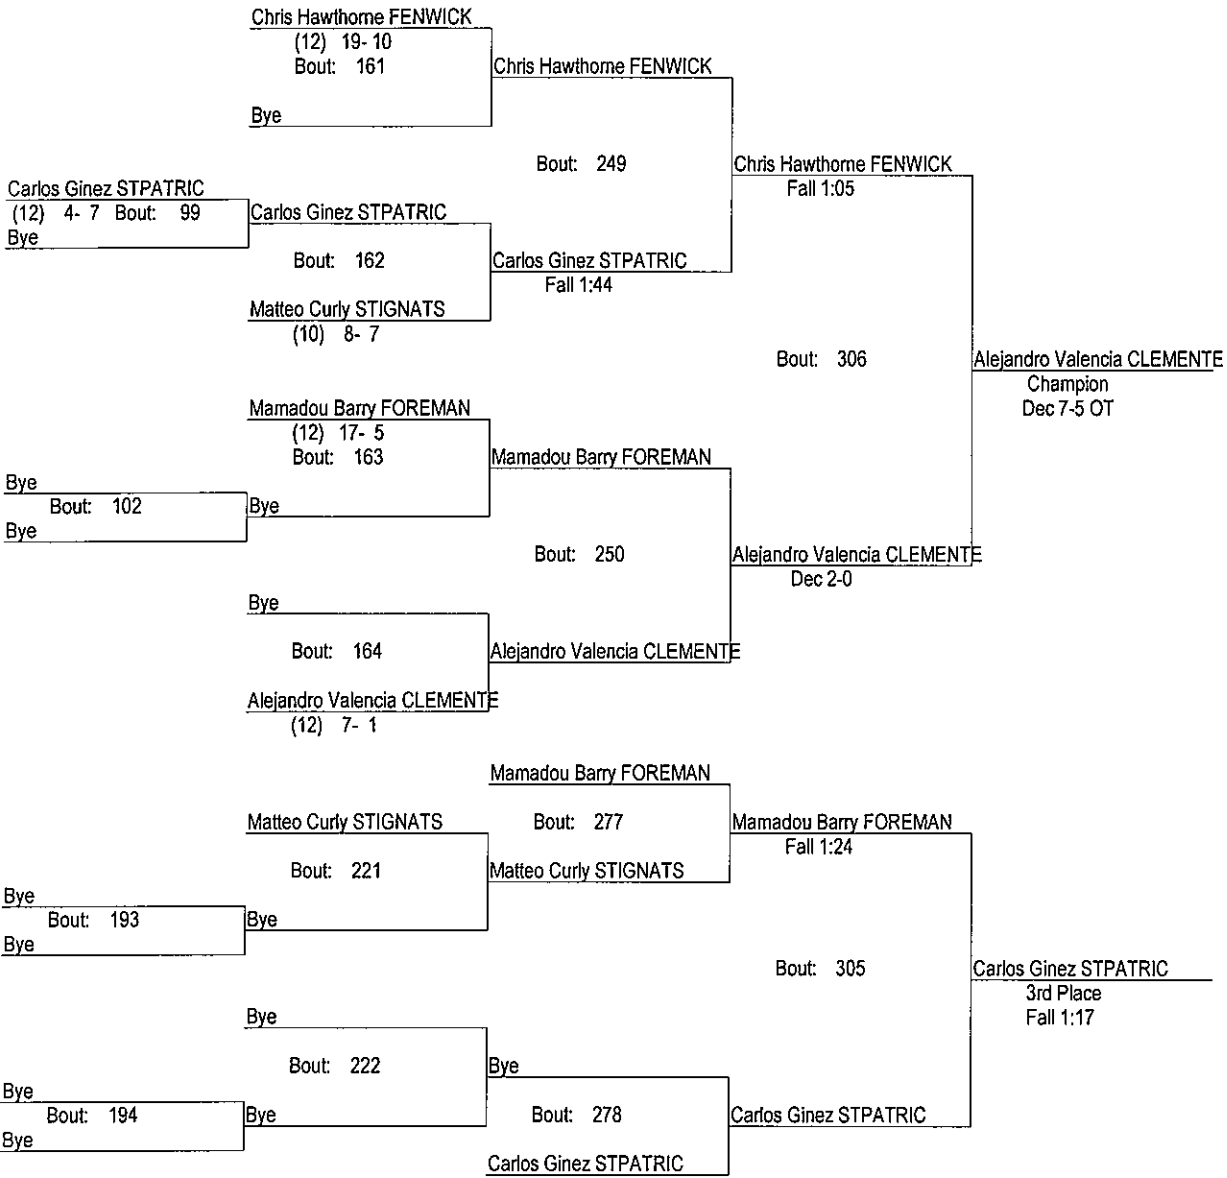 Chris Hawthorne FENWICK
(12) 19- 10
Bout: 161
Chris Hawthorne FENWICK
Bye
Bout: 249
Chris Hawthorne FENWICK
Fall 1:05
Carlos Ginez STPATRIC
(12) 4- 7 Bout: 99
Bye
Carlos Ginez STPATRIC
Bout: 162
Carlos Ginez STPATRIC
Fall 1:44
Matteo Curly STIGNATS
(10) 8- 7
Bout: 306
Alejandro Valencia CLEMENTE
Champion
Dec 7-5 OT
Mamadou Barry FOREMAN
(12) 17- 5
Bout: 163
Mamadou Barry FOREMAN
Bye
Bout: 102
Bye
Bye
Bout: 250
Alejandro Valencia CLEMENTE
Dec 2-0
Bye
Bout: 164
Alejandro Valencia CLEMENTE
Alejandro Valencia CLEMENTE
(12) 7- 1
Mamadou Barry FOREMAN
Matteo Curly STIGNATS
Bout: 277
Mamadou Barry FOREMAN
Fall 1:24
Bout: 221
Matteo Curly STIGNATS
Bye
Bout: 193
Bye
Bye
Bout: 305
Carlos Ginez STPATRIC
3rd Place
Fall 1:17
Bye
Bout: 222
Bye
Bye
Bout: 194
Bye
Bye
Bout: 278
Carlos Ginez STPATRIC
Carlos Ginez STPATRIC